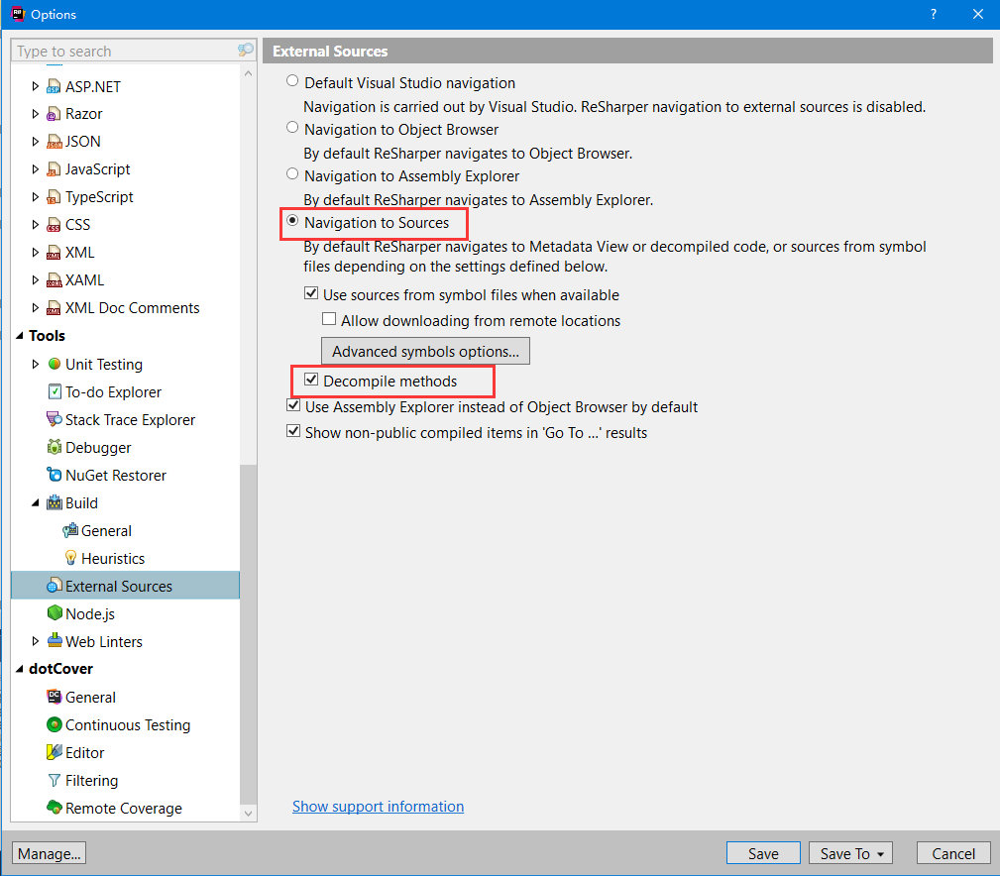 Options
?
Type to search
ASP.NET
Razor
JSON
JavaScript
TypeScript
CSS
XML
XAML
XML Doc Comments
Tools
Unit Testing
To-do Explorer
Stack Trace Explorer
Debugger
NuGet Restorer
Build
General
Heuristics
External Sources
Node.js
Web Linters
dotCover
General
Continuous Testing
Editor
Filtering
Remote Coverage
External Sources
Default Visual Studio navigation
Navigation is carried out by Visual Studio. ReSharper navigation to external sources is disabled.
Navigation to Object Browser
By default ReSharper navigates to Object Browser.
Navigation to Assembly Explorer
By default ReSharper navigates to Assembly Explorer.
Navigation to Sources
By default ReSharper navigates to Metadata View or decompiled code, or sources from symbol
files depending on the settings defined below.
Use sources from symbol files when available
Allow downloading from remote locations
Advanced symbols options...
Decompile methods
Use Assembly Explorer instead of Object Browser by default
Show non-public compiled items in 'Go To ...' results
Show support information
Manage...
Save
Save To
Cancel